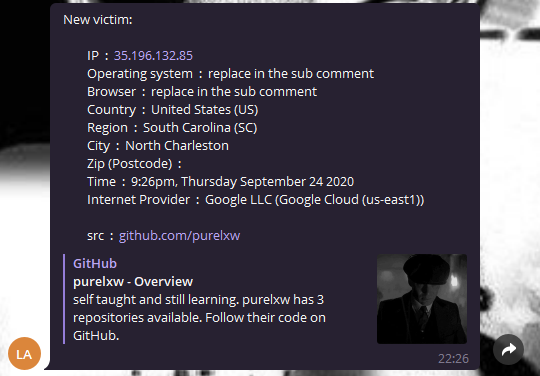 New victim:
IP : 35.196.132.85
Operating system : replace in the sub comment
Browser : replace in the sub comment
Country : United States (US)
Region : South Carolina (SC)
City : North Charleston
Zip (Postcode) :
Time : 9:26pm, Thursday September 24 2020
Internet Provider : Google LLC (Google Cloud (us-east1))
src : github.com/purelxw
GitHub
purelxw - Overview
self taught and still learning. purelxw has 3
repositories available. Follow their code on
GitHub.
LA
22:26